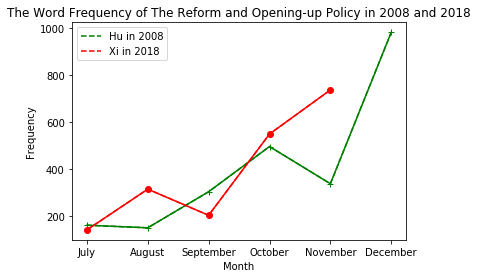 The Word Frequency of The Reform and Opening-up Policy in 2008 and 2018
Hu in 2008
Xi in 2018
Frequency
1000
800
600
400
200
July August September October November December
Month